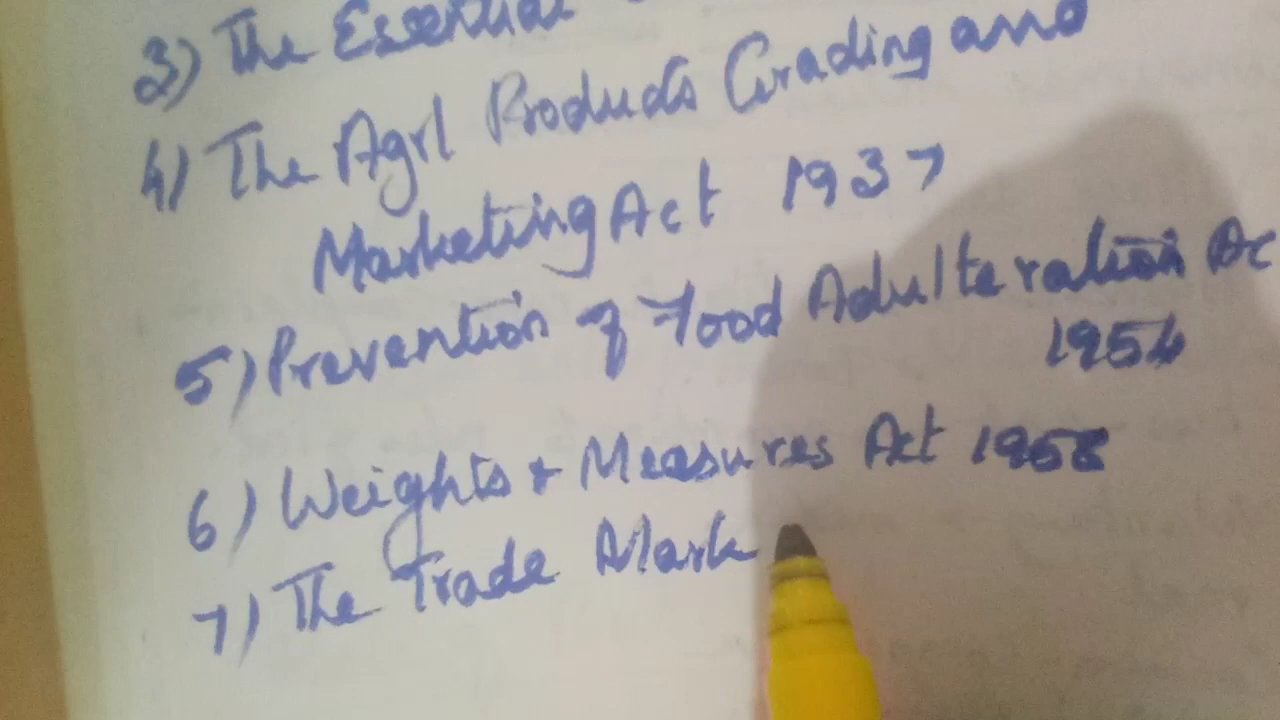 3) The Essential
4) The Agrl Products Grading and
Marketing Act 1937
5) Prevention of Food Adulteration Ac
1954
6) Weights & Measures Act 1958
7) The Trade Mark